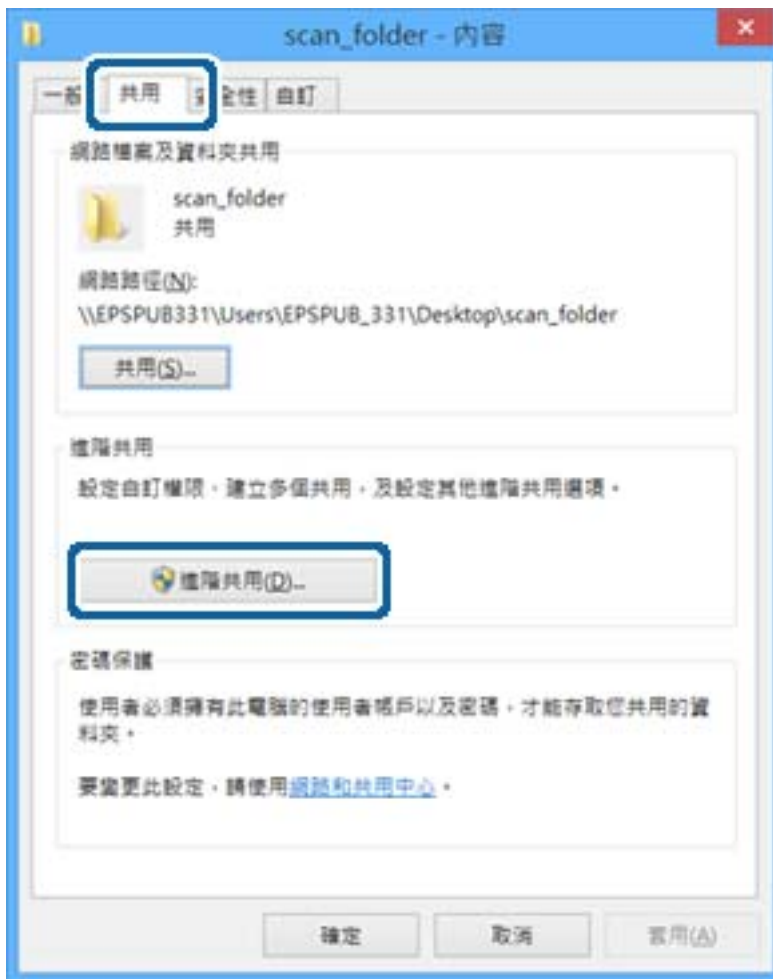 scan_folder - 內容
一般 共用 安全性 自訂
網路檔案及資料夾共用
scan_folder
共用
網路路徑(N):
\\EPSPUB331\Users\EPSPUB_331\Desktop\scan_folder
共用(S)...
進階共用
設定自訂權限、建立多個共用，及設定其他進階共用選項。
進階共用(D)...
密碼保護
使用者必須擁有此電腦的使用者帳戶以及密碼，才能存取您共用的資
料夾。
要變更此設定，請使用網路和共用中心。
確定 取消 套用(A)